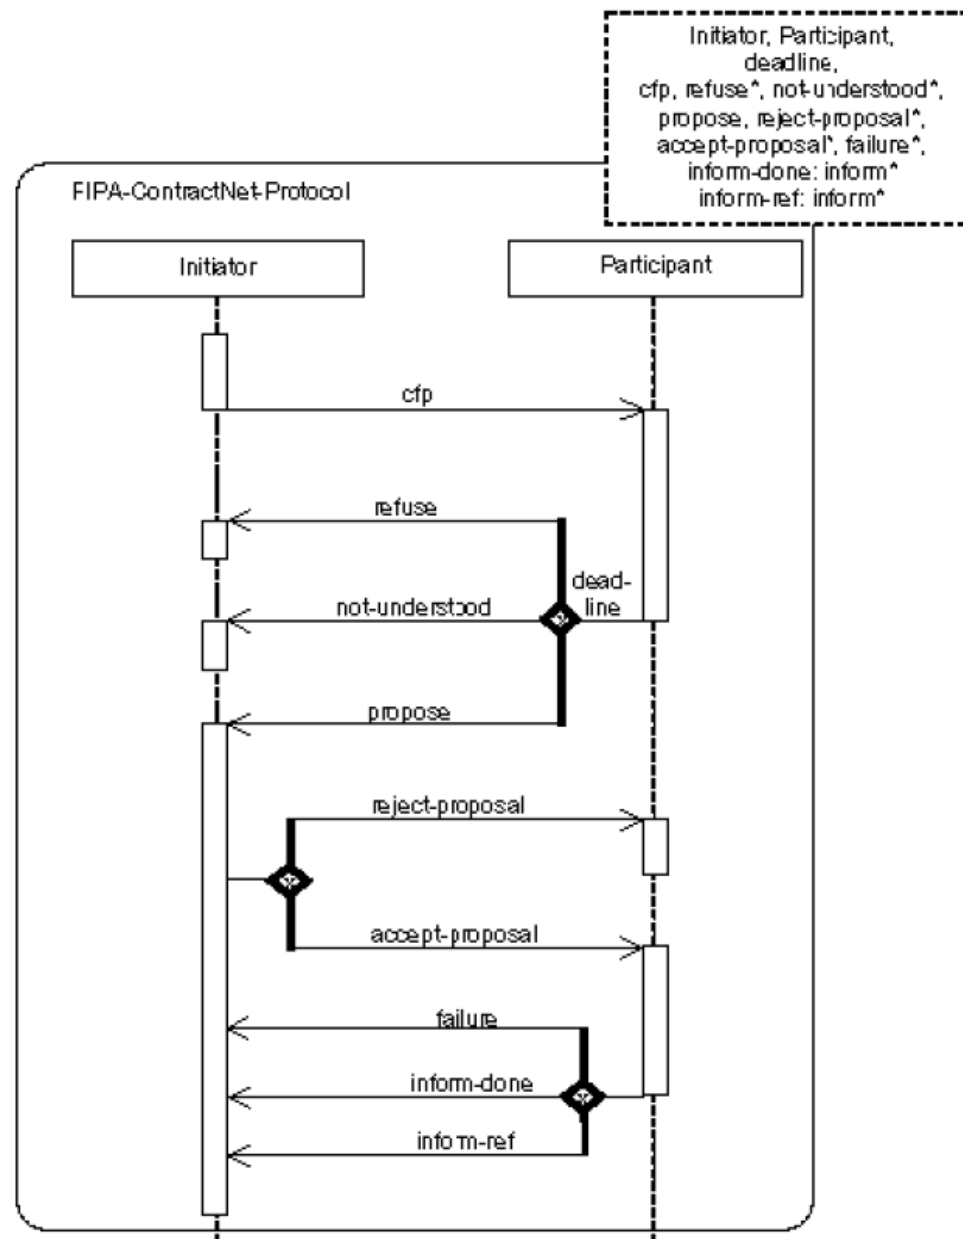 Initiator, Participant,
deadline,
cfp, refuse*, not-understood*,
propose, reject-proposal*,
accept-proposal*, failure*,
inform-done: inform*
inform-ref: inform*
FIPA-ContractNet-Protocol
Initiator
Participant
cfp
refuse
dead-
line
not-understood
propose
reject-proposal
x
accept-proposal
failure
inform-done
x
inform-ref